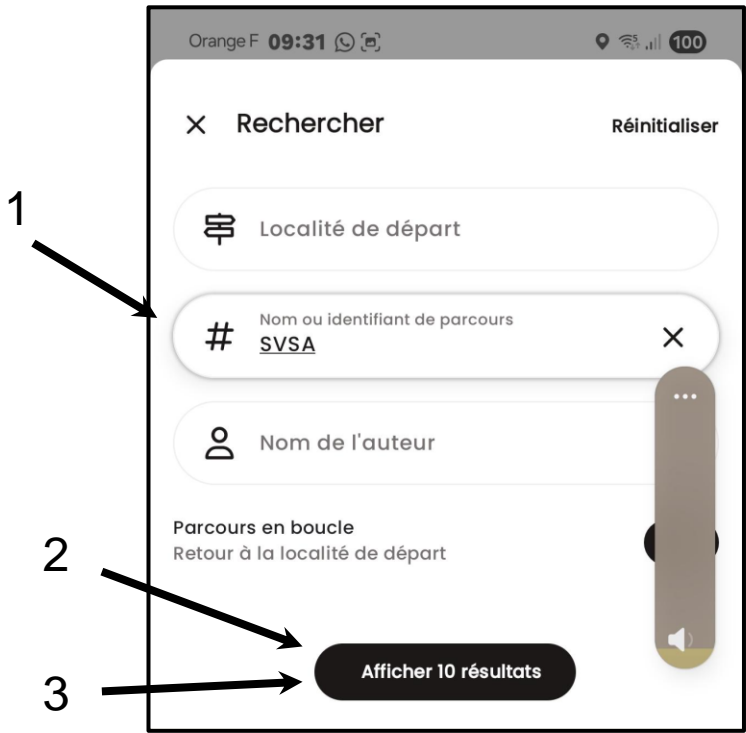 Orange F 09:31 100
Rechercher Réinitialiser
1
Localité de départ
Nom ou identifiant de parcours
# SVSA
Nom de l'auteur
Parcours en boucle
2
Retour à la localité de départ
Afficher 10 résultats
3